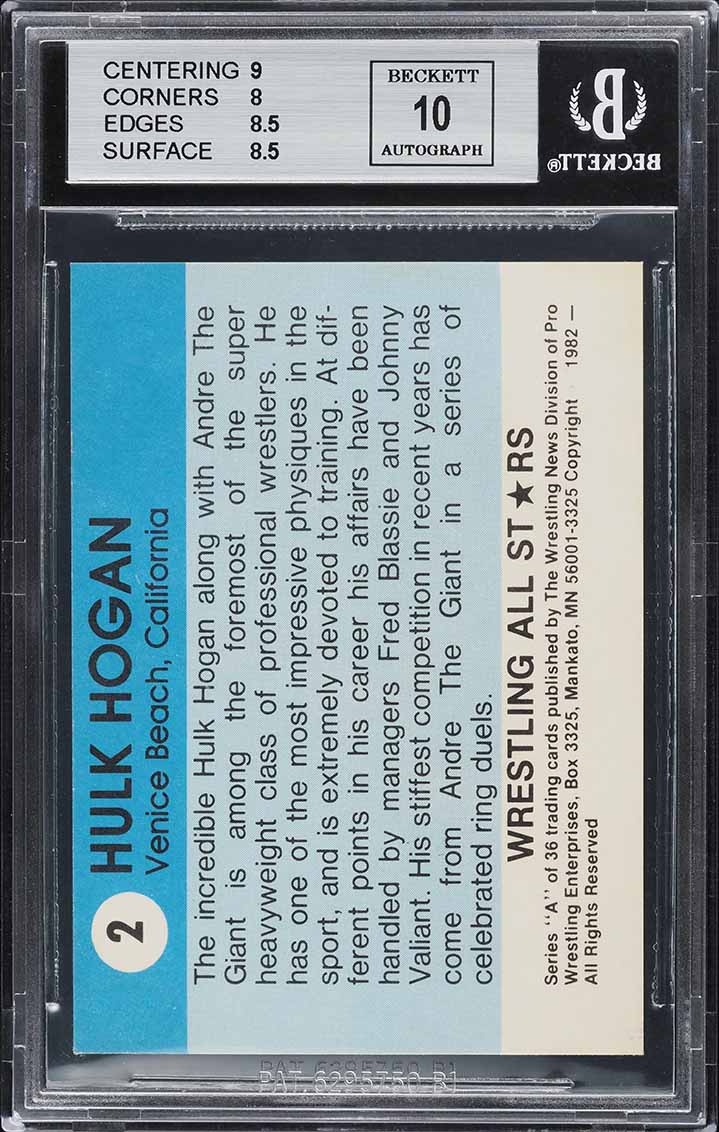 CENTERING 9
CORNERS 8
EDGES 8.5
SURFACE 8.5
BECKETT
10
AUTOGRAPH
B
BECKETT®
2
HULK HOGAN
Venice Beach, California
The incredible Hulk Hogan along with Andre The
Giant is among the foremost of the super
heavyweight class of professional wrestlers. He
has one of the most impressive physiques in the
sport, and is extremely devoted to training. At dif-
ferent points in his career his affairs have been
handled by managers Fred Blassie and Johnny
Valiant. His stiffest competition in recent years has
come from Andre The Giant in a series of
celebrated ring duels.
WRESTLING ALL ST★RS
Series "A" of 36 trading cards published by The Wrestling News Division of Pro
Wrestling Enterprises, Box 3325, Mankato, MN 56001-3325 Copyright 1982 —
All Rights Reserved
PAT. 6295750 B1